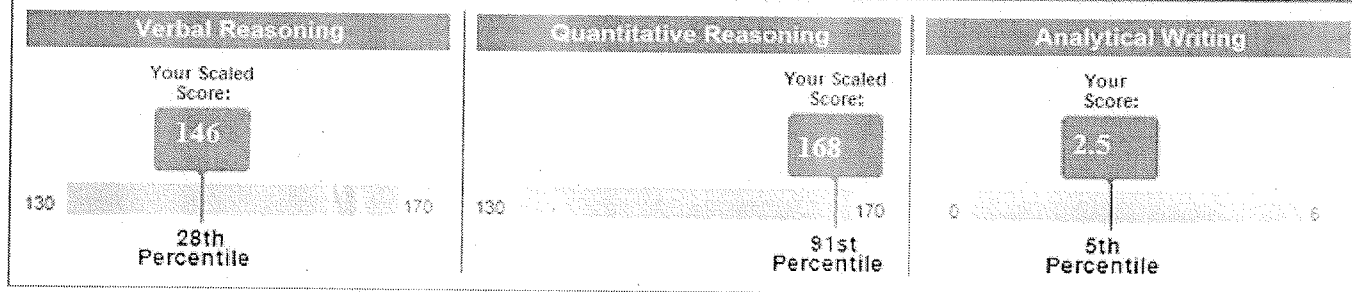 Verbal Reasoning
Your Scaled
Score:
146
130
170
28th
Percentile
Quantitative Reasoning
Your Scaled
Score:
168
130
170
91st
Percentile
Analytical Writing
Your
Score:
2.5
0
6
5th
Percentile